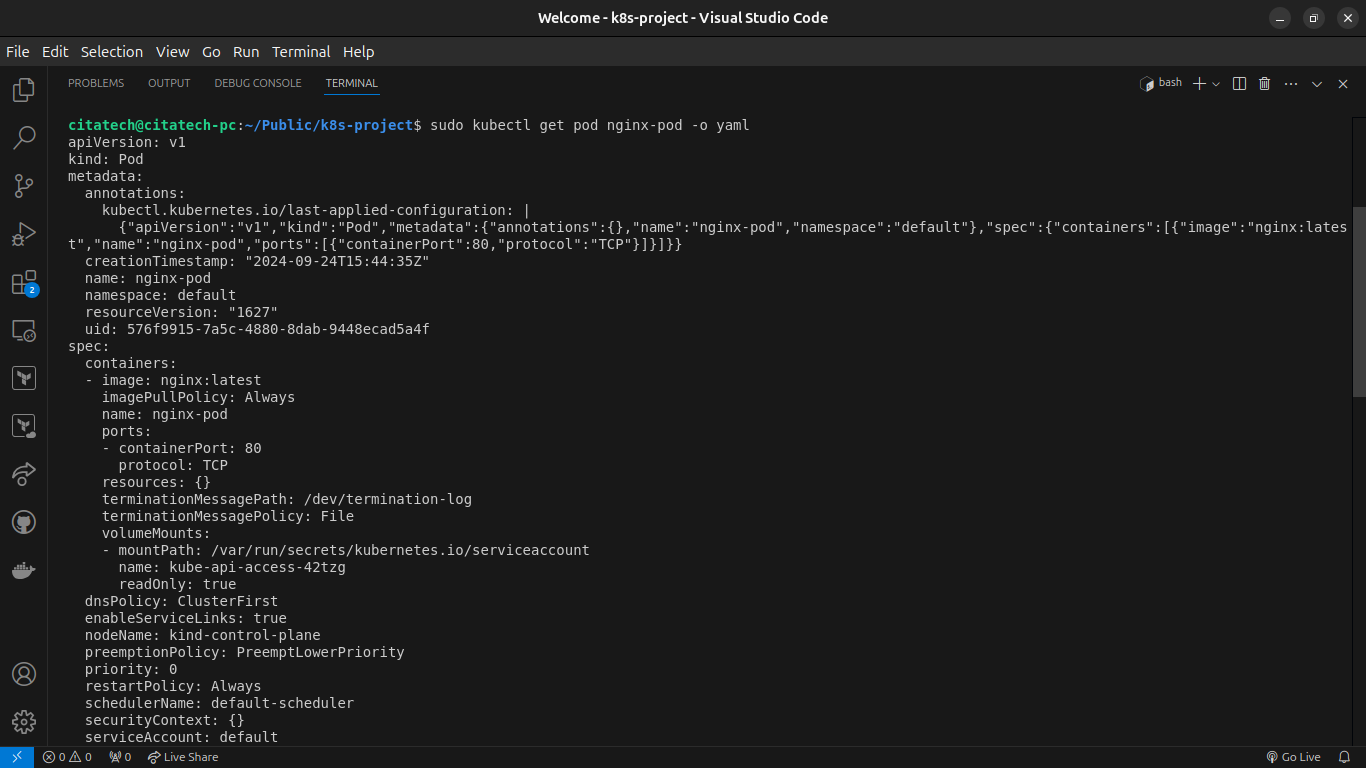 Welcome - k8s-project - Visual Studio Code
File Edit Selection View Go Run Terminal Help
PROBLEMS OUTPUT DEBUG CONSOLE TERMINAL
bash
citatech@citatech-pc:~/Public/k8s-project$ sudo kubectl get pod nginx-pod -o yaml
apiVersion: v1
kind: Pod
metadata:
  annotations:
    kubectl.kubernetes.io/last-applied-configuration: |
      {"apiVersion":"v1","kind":"Pod","metadata":{"annotations":{},"name":"nginx-pod","namespace":"default"},"spec":{"containers":[{"image":"nginx:lates
t","name":"nginx-pod","ports":[{"containerPort":80,"protocol":"TCP"}]}]}}
  creationTimestamp: "2024-09-24T15:44:35Z"
  name: nginx-pod
  namespace: default
  resourceVersion: "1627"
  uid: 576f9915-7a5c-4880-8dab-9448ecad5a4f
spec:
  containers:
  - image: nginx:latest
    imagePullPolicy: Always
    name: nginx-pod
    ports:
    - containerPort: 80
      protocol: TCP
    resources: {}
    terminationMessagePath: /dev/termination-log
    terminationMessagePolicy: File
    volumeMounts:
    - mountPath: /var/run/secrets/kubernetes.io/serviceaccount
      name: kube-api-access-42tzg
      readOnly: true
  dnsPolicy: ClusterFirst
  enableServiceLinks: true
  nodeName: kind-control-plane
  preemptionPolicy: PreemptLowerPriority
  priority: 0
  restartPolicy: Always
  schedulerName: default-scheduler
  securityContext: {}
  serviceAccount: default
2
0 0 0 Live Share Go Live